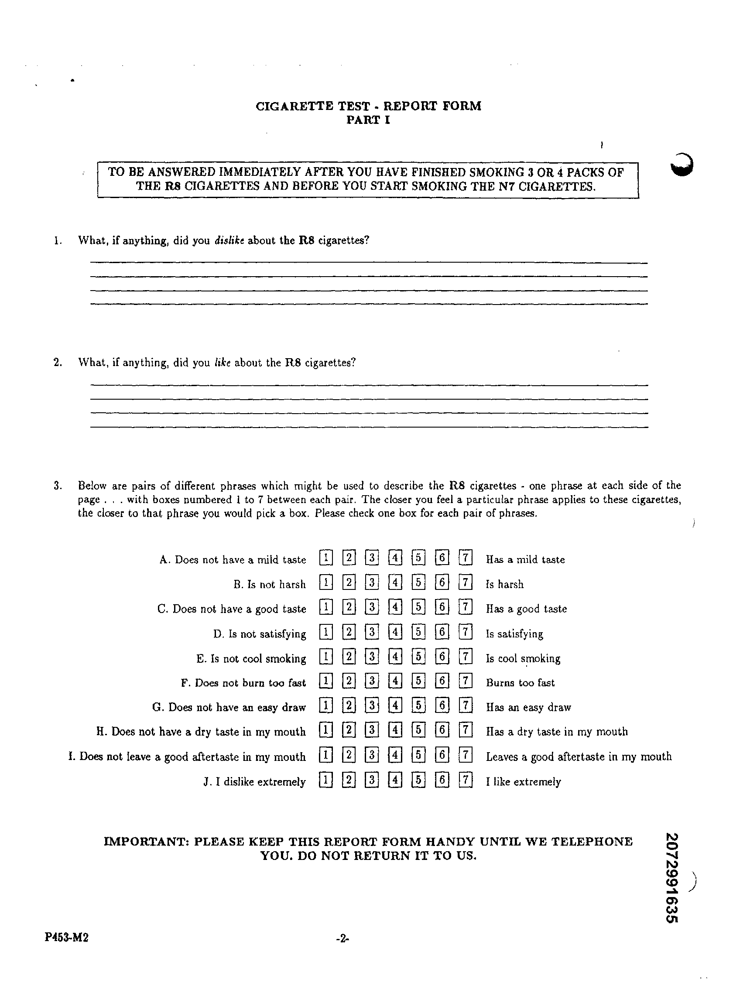 CIGARETTE TEST - REPORT FORM
PART I
TO BE ANSWERED IMMEDIATELY AFTER YOU HAVE FINISHED SMOKING 3 OR 4 PACKS OF
THE R8 CIGARETTES AND BEFORE YOU START SMOKING THE N7 CIGARETTES.
1. What, if anything, did you dislike about the R8 cigarettes?
2. What, if anything, did you like about the R8 cigarettes?
3. Below are pairs of different phrases which might be used to describe the R8 cigarettes - one phrase at each side of the
page . . . with boxes numbered 1 to 7 between each pair. The closer you feel a particular phrase applies to these cigarettes,
the closer to that phrase you would pick a box. Please check one box for each pair of phrases.
A. Does not have a mild taste 1 2 3 4 5 6 7 Has a mild taste
B. Is not harsh 1 2 3 4 5 6 7 Is harsh
C. Does not have a good taste 1 2 3 4 5 6 7 Has a good taste
D. Is not satisfying 1 2 3 4 5 6 7 Is satisfying
E. Is not cool smoking 1 2 3 4 5 6 7 Is cool smoking
F. Does not burn too fast 1 2 3 4 5 6 7 Burns too fast
G. Does not have an easy draw 1 2 3 4 5 6 7 Has an easy draw
H. Does not have a dry taste in my mouth 1 2 3 4 5 6 7 Has a dry taste in my mouth
I. Does not leave a good aftertaste in my mouth 1 2 3 4 5 6 7 Leaves a good aftertaste in my mouth
J. I dislike extremely 1 2 3 4 5 6 7 I like extremely
IMPORTANT: PLEASE KEEP THIS REPORT FORM HANDY UNTIL WE TELEPHONE
YOU. DO NOT RETURN IT TO US.
2072991635
P453-M2 -2-